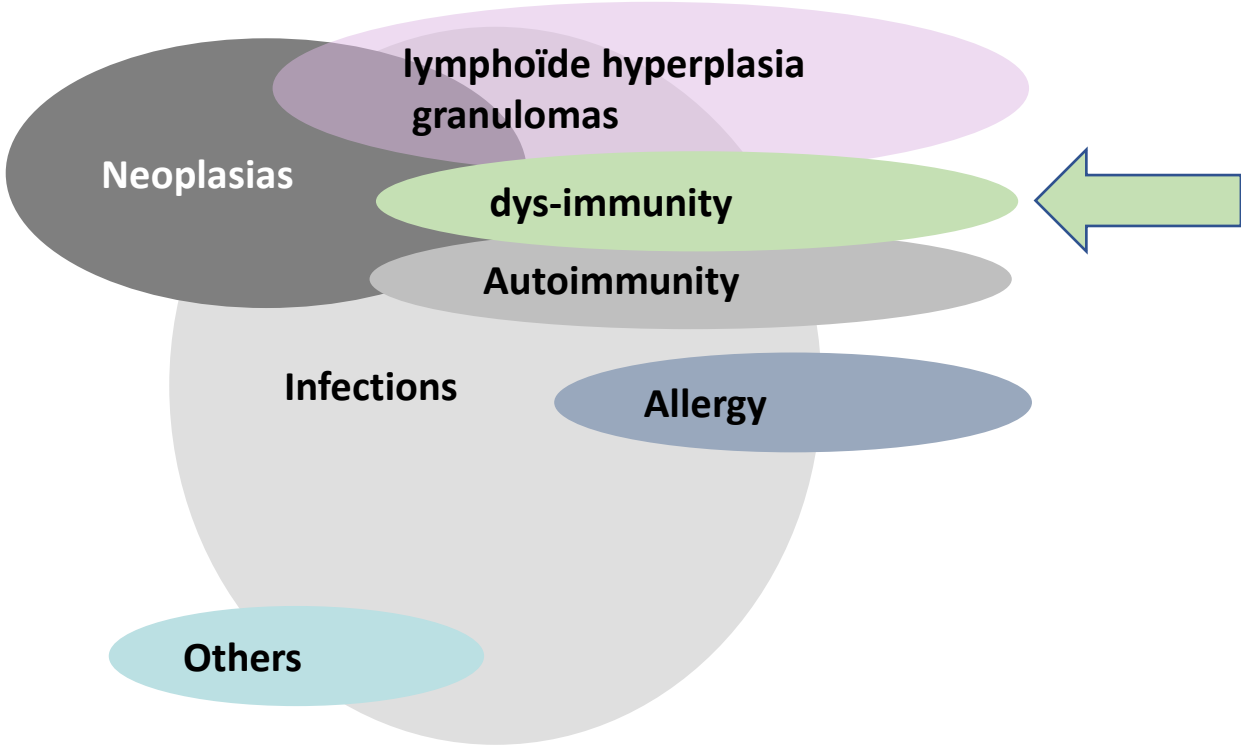 lymphoïde hyperplasia
granulomas
Neoplasias
dys-immunity
Autoimmunity
Infections
Allergy
Others